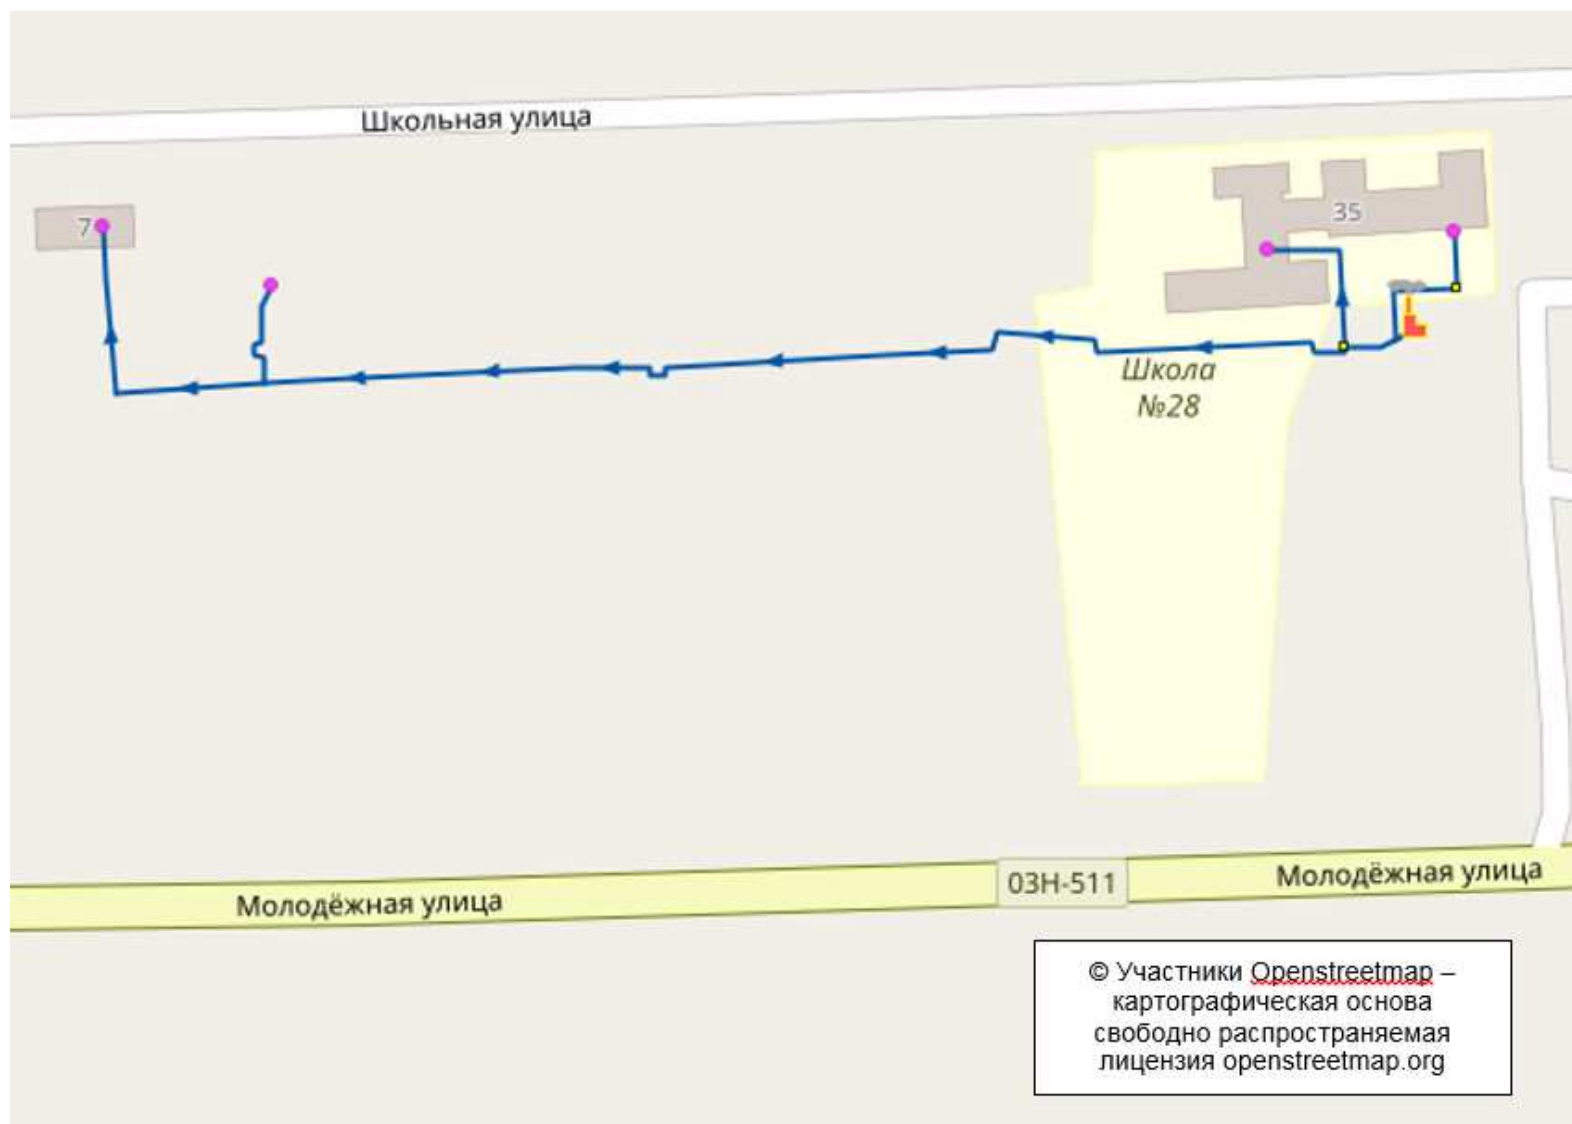 Школьная улица
7
35
Школа
№28
03Н-511
Молодёжная улица
Молодёжная улица
© Участники Openstreetmap –
картографическая основа
свободно распространяемая
лицензия openstreetmap.org